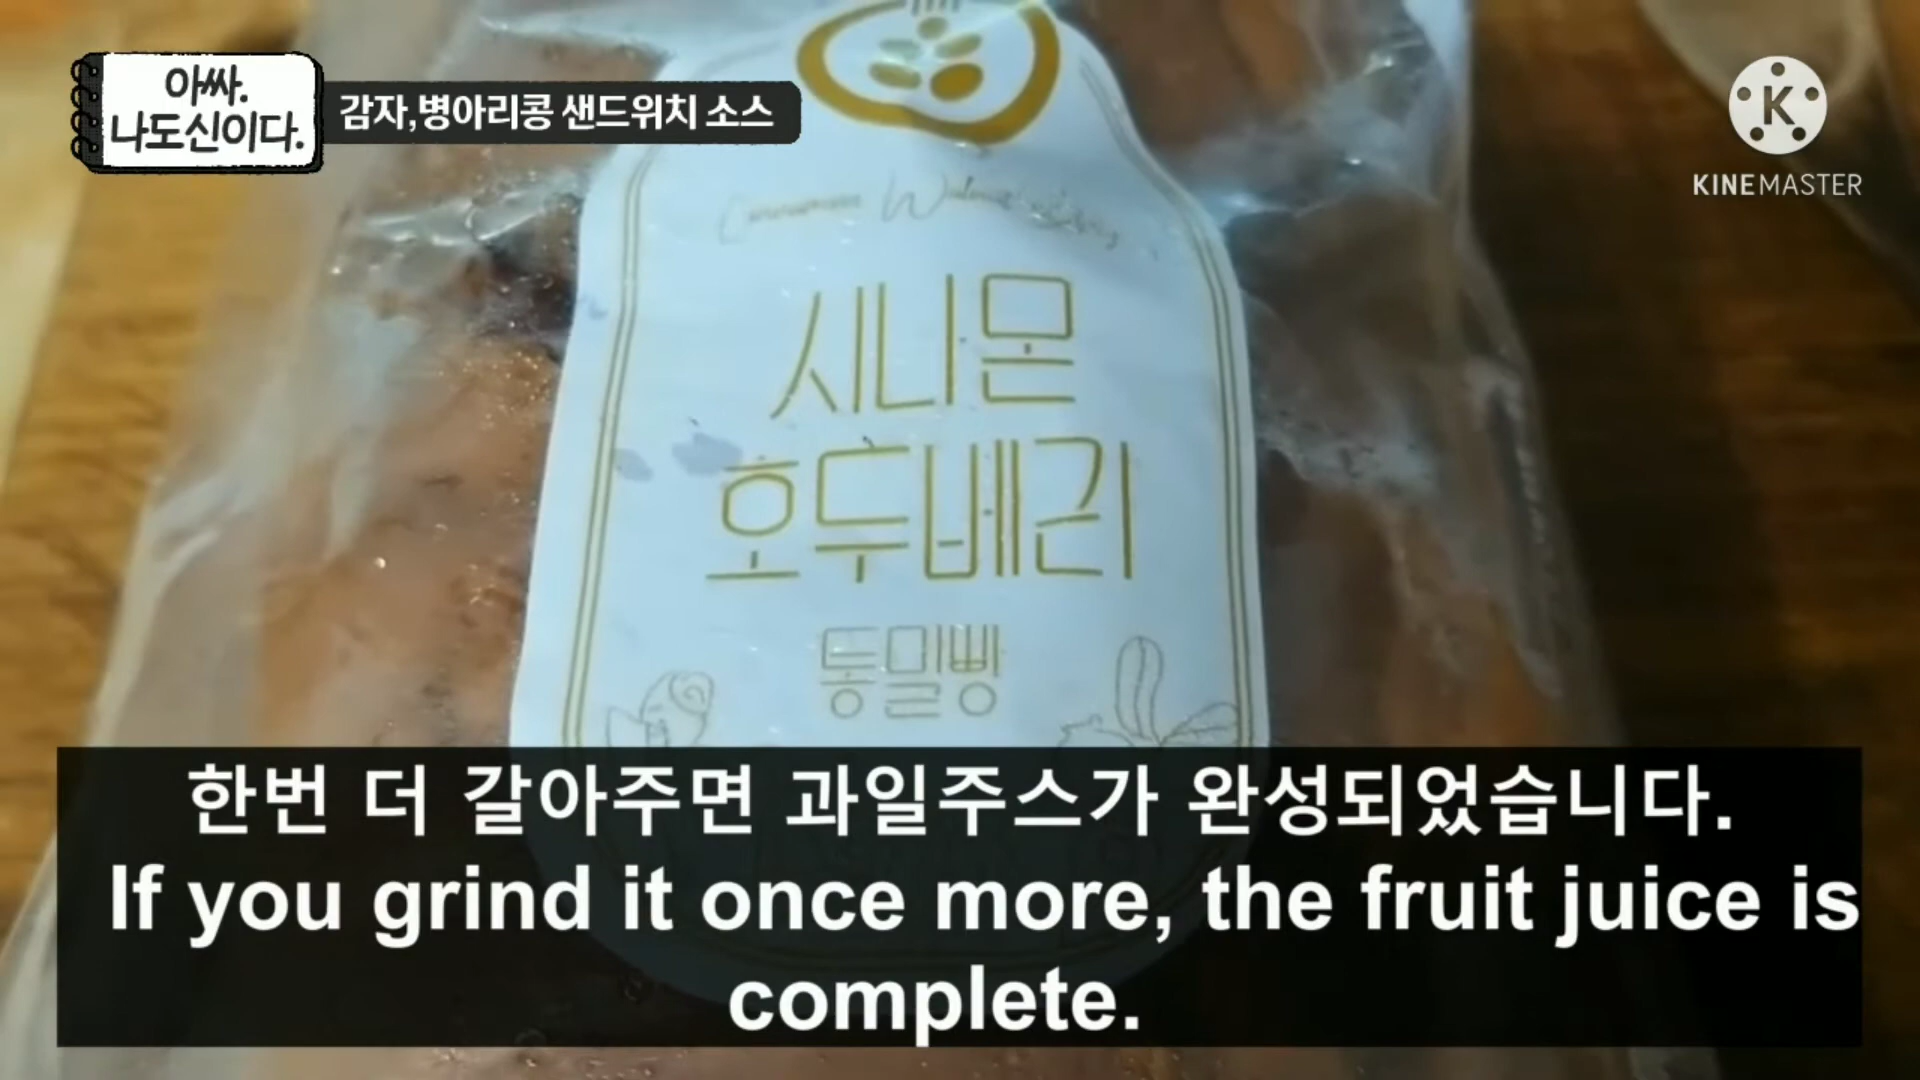 아싸.
나도신이다.
감자,병아리콩 샌드위치 소스
K
KINEMASTER
시나몬
호두베리
통밀빵
한번 더 갈아주면 과일주스가 완성되었습니다.
If you grind it once more, the fruit juice is
complete.